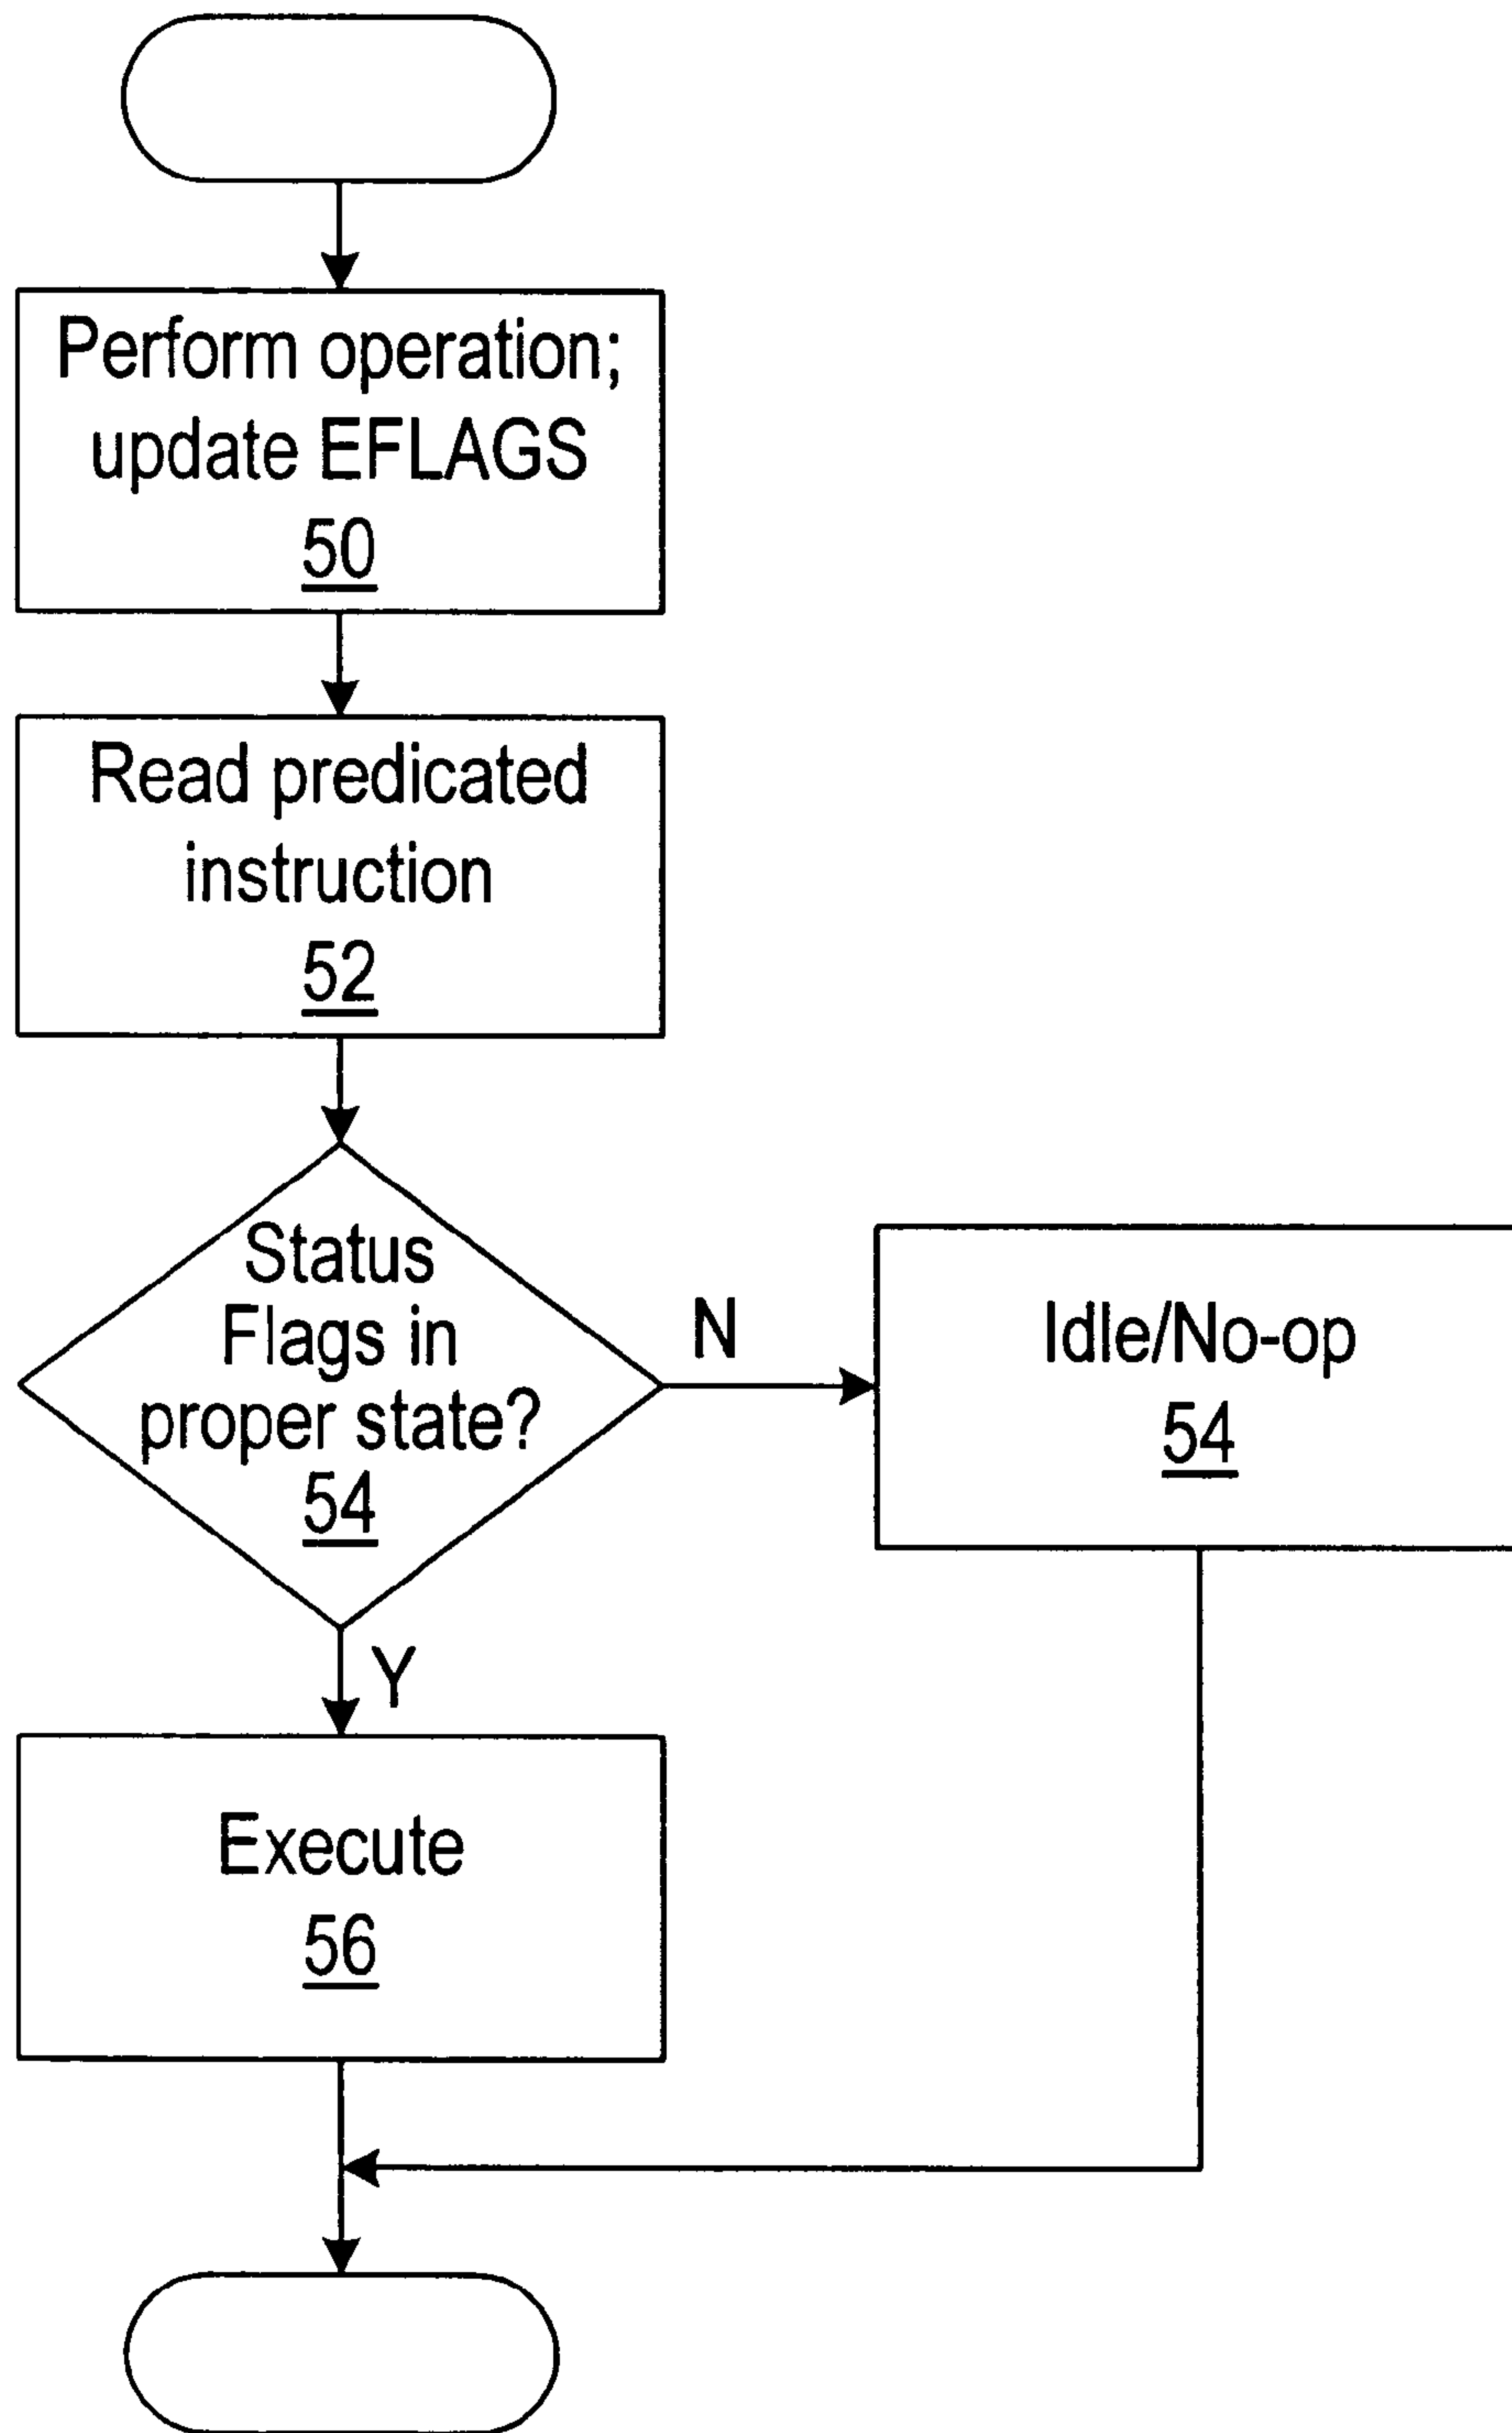 Perform operation;
update EFLAGS
50
Read predicated
instruction
52
Status
Flags in
proper state?
54
N
Idle/No-op
54
Y
Execute
56